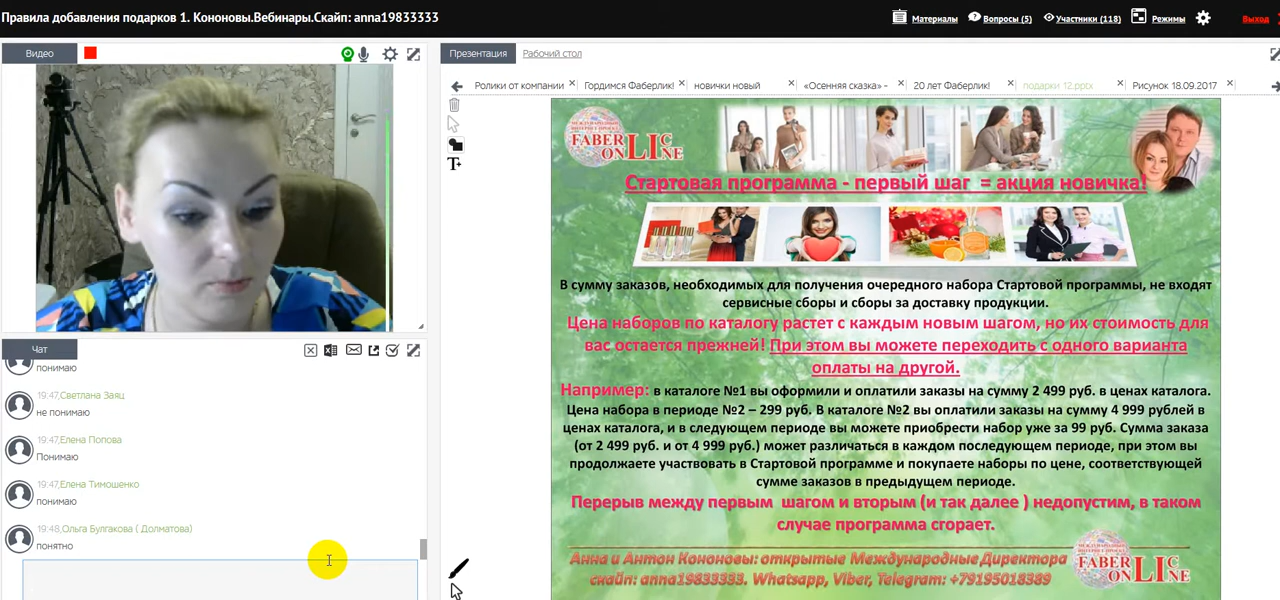 Правила добавления подарков 1. Кононовы.Вебинары.Скайп: anna19833333
Материалы
Вопросы (5)
Участники (118)
Режимы
Выход
Видео
Презентация
Рабочий стол
Ролики от компании
Гордимся Фаберлик!
новички новый
«Осенняя сказка» -
20 лет Фаберлик!
подарки 12.pptx
Рисунок 18.09.2017
FABER LIC
ON LINE
Стартовая программа - первый шаг = акция новичка!
В сумму заказов, необходимых для получения очередного набора Стартовой программы, не входят
сервисные сборы и сборы за доставку продукции.
Цена наборов по каталогу растет с каждым новым шагом, но их стоимость для
вас остается прежней! При этом вы можете переходить с одного варианта
оплаты на другой.
Например: в каталоге №1 вы оформили и оплатили заказы на сумму 2 499 руб. в ценах каталога.
Цена набора в периоде №2 – 299 руб. В каталоге №2 вы оплатили заказы на сумму 4 999 рублей в
ценах каталога, и в следующем периоде вы можете приобрести набор уже за 99 руб. Сумма заказа
(от 2 499 руб. и от 4 999 руб.) может различаться в каждом последующем периоде, при этом вы
продолжаете участвовать в Стартовой программе и покупаете наборы по цене, соответствующей
сумме заказов в предыдущем периоде.
Перерыв между первым шагом и вторым (и так далее ) недопустим, в таком
случае программа сгорает.
Анна и Антон Кононовы: открытые Международные Директора
скайп: anna19833333. Whatsapp, Viber, Telegram: +79195018389
FABER LIC
ON LINE
Чат
понимаю
19:47,Светлана Заяц
не понимаю
19:47,Елена Попова
Понимаю
19:47,Елена Тимошенко
понимаю
19:48,Ольга Булгакова ( Долматова)
понятно